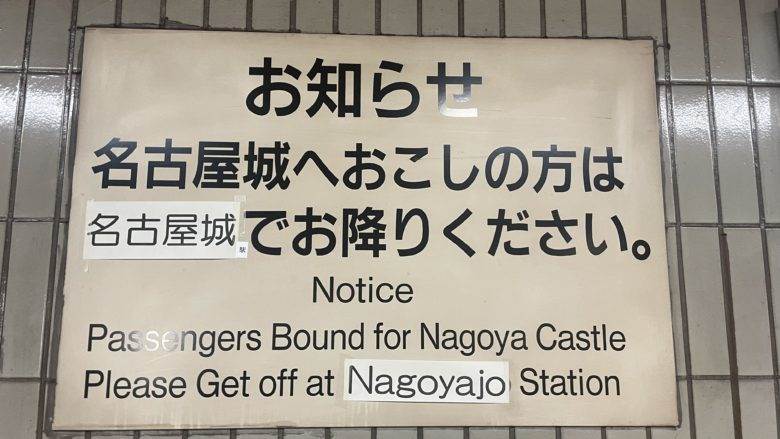 お知らせ
名古屋城へおこしの方は
名古屋城駅でお降りください。
Notice
Passengers Bound for Nagoya Castle
Please Get off at Nagoyajo Station